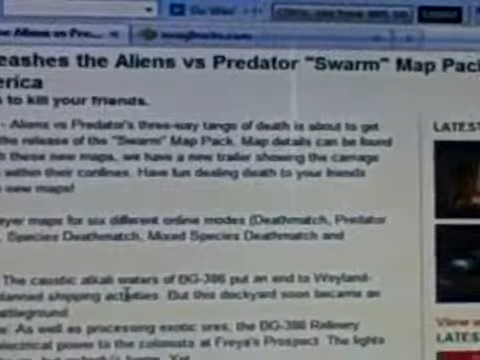 eashes the Aliens vs Predator "Swarm" Map Pac
erica
s to kill your friends.
- Aliens vs Predator's three-way tango of death is about to get
the release of the "Swarm" Map Pack. Map details can be found
these new maps, we have a new trailer showing the carnage
within their confines. Have fun dealing death to your friends
new maps!
LATES
yer maps for six different online modes (Deathmatch, Predator
Species Deathmatch, Mixed Species Deathmatch and
The caustic alkali waters of BG-386 put an end to Weyland-
planned shipping activities. But this dockyard soon became an
attleground
e: As well as processing exotic ores, the BG-386 Refinery
electrical power to the colonists at Freya's Prospect. The lights
Yet
View a
LATES